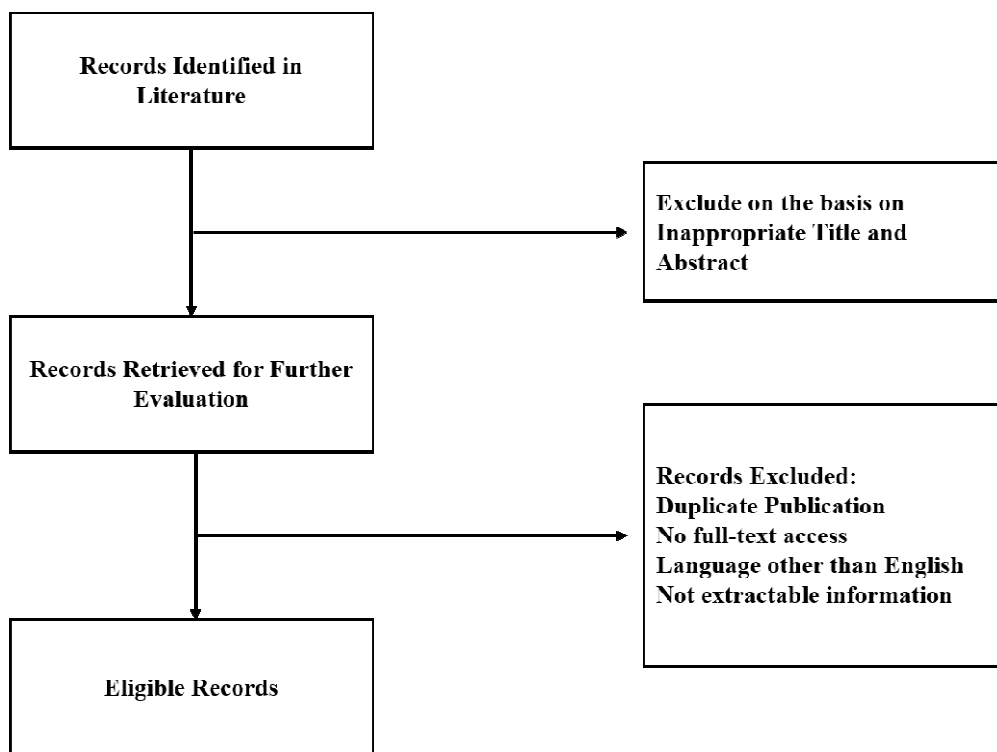 Records Identified in
Literature
Exclude on the basis on
Inappropriate Title and
Abstract
Records Retrieved for Further
Evaluation
Records Excluded:
Duplicate Publication
No full-text access
Language other than English
Not extractable information
Eligible Records